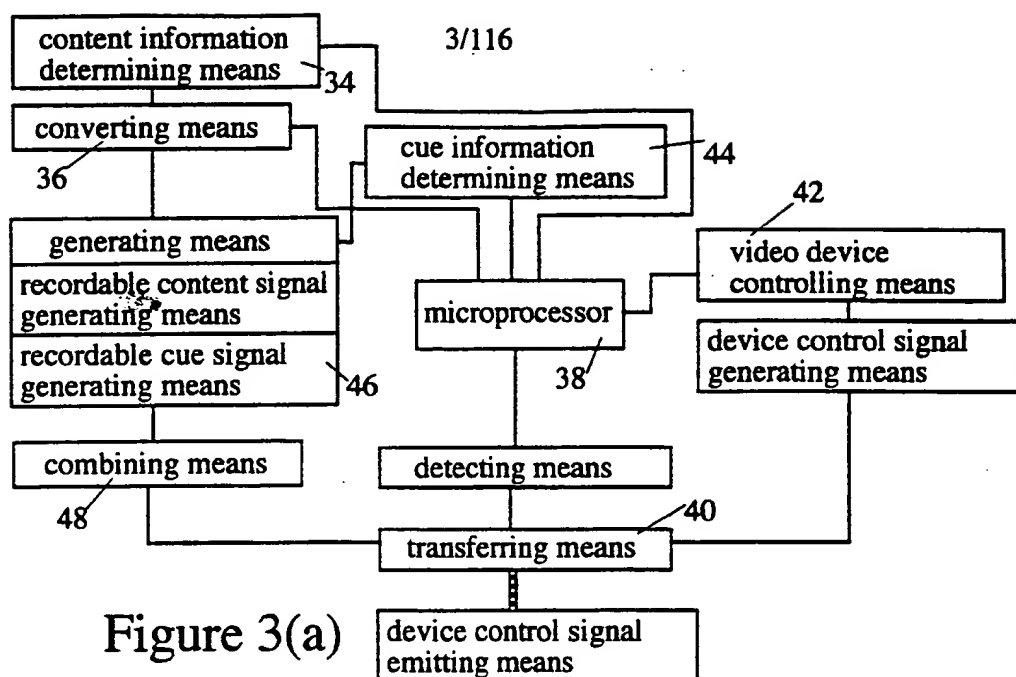 content information
determining means
34
3/116
converting means
36
cue information
determining means
44
42
generating means
recordable content signal
generating means
recordable cue signal
generating means
46
microprocessor
38
video device
controlling means
device control signal
generating means
combining means
48
detecting means
40
transferring means
Figure 3(a)
device control signal
emitting means